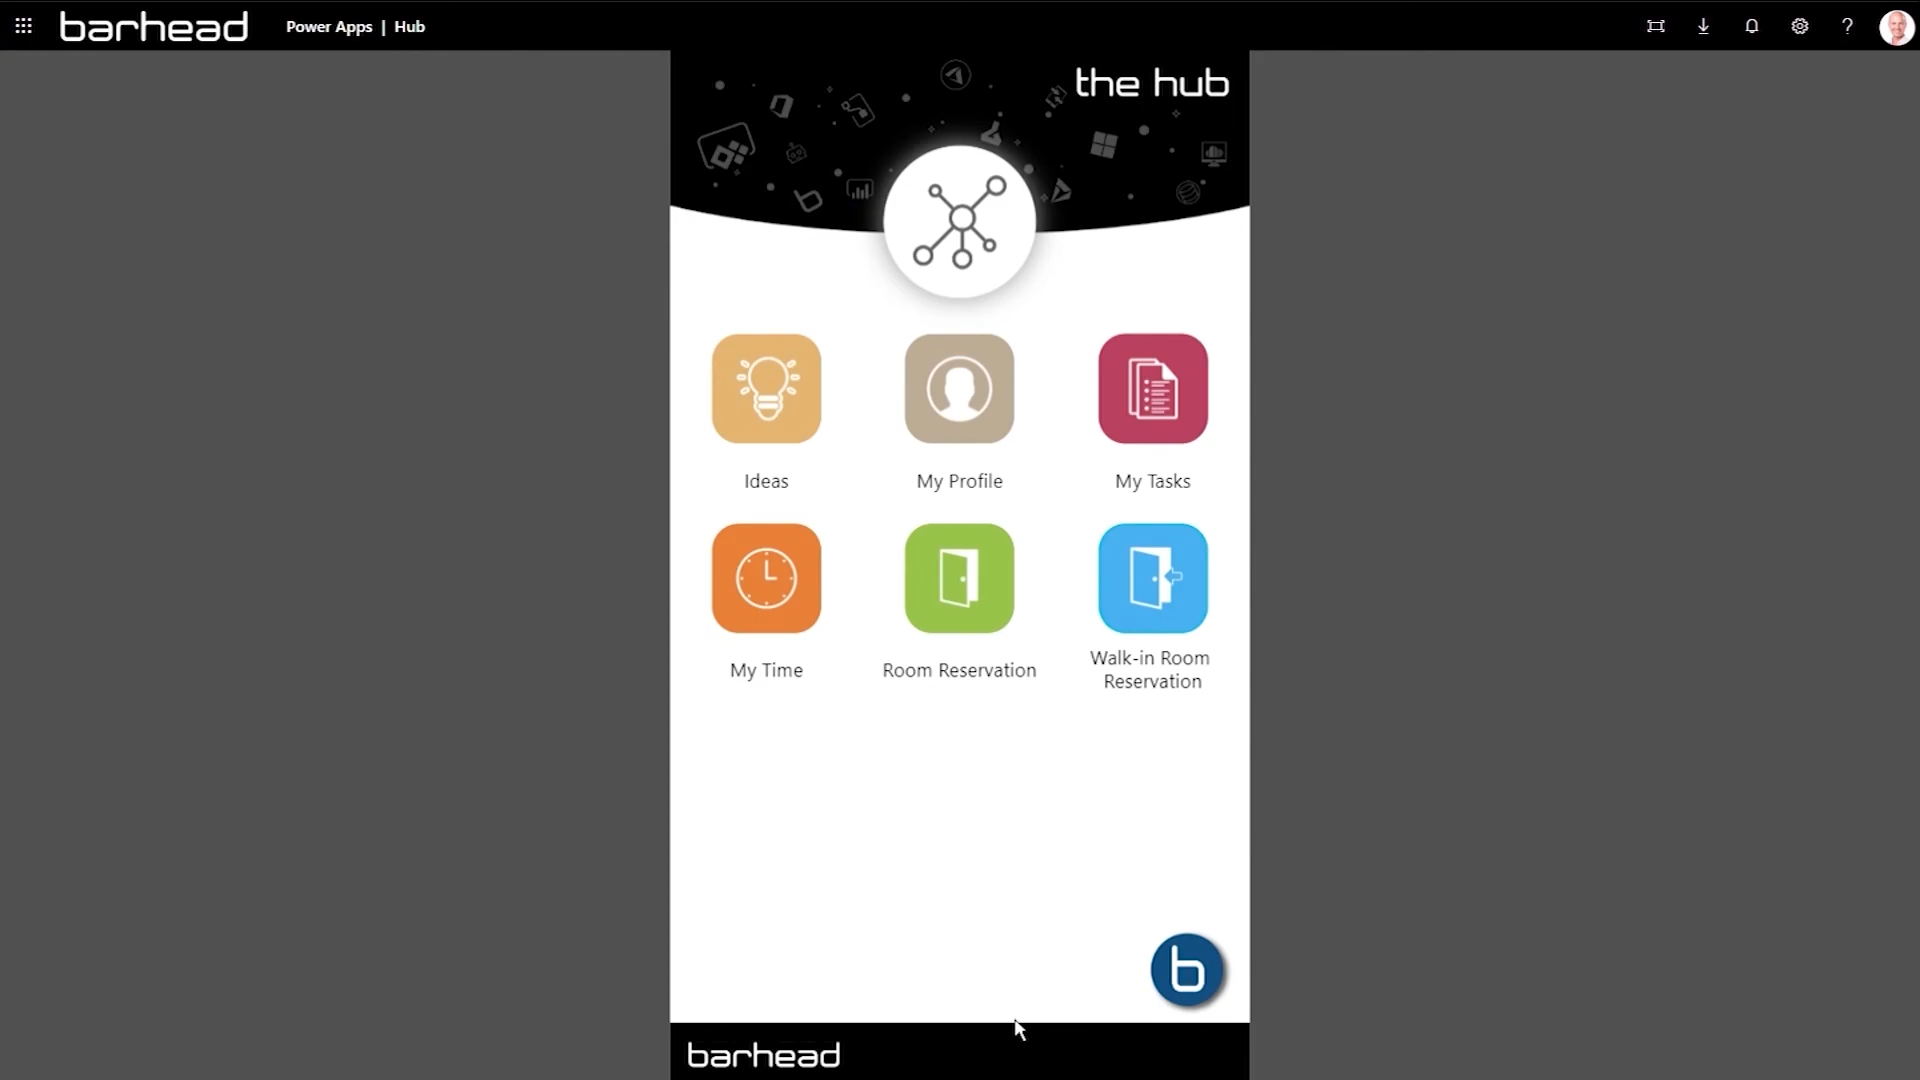 barhead
Power Apps | Hub
the hub
Ideas
My Profile
My Tasks
My Time
Room Reservation
Walk-in Room
Reservation
b
barhead